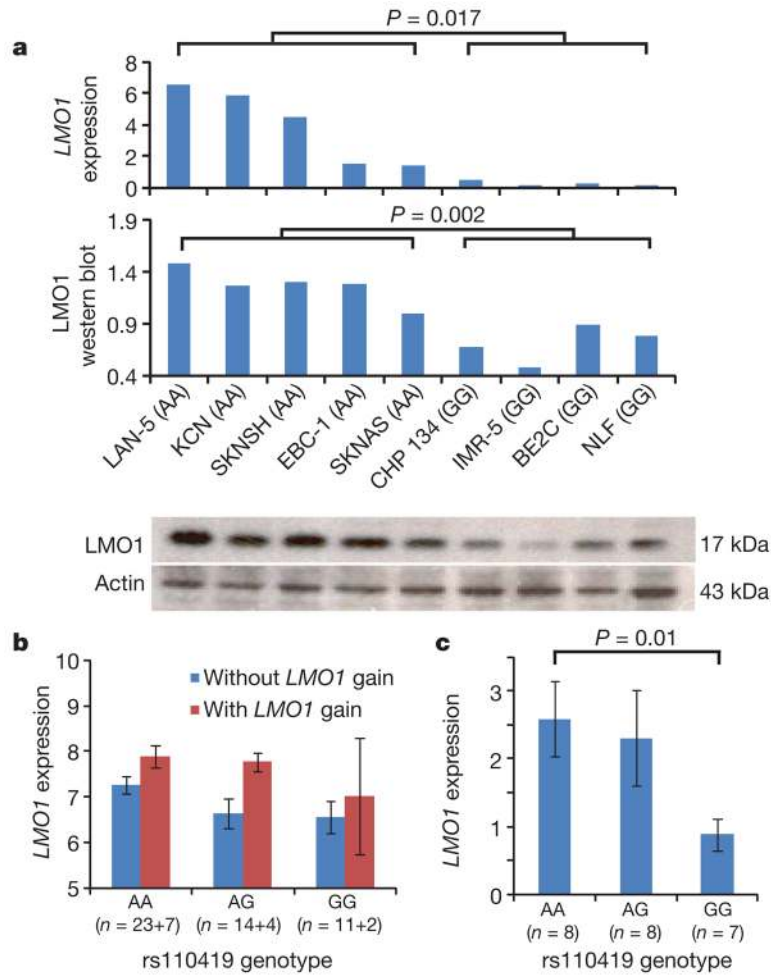 P = 0.017
a
8
6
4
2
0
LMO1
expression
P = 0.002
1.9
1.4
0.9
0.4
LMO1
western blot
LAN-5 (AA)
KCN (AA)
SKNSH (AA)
EBC-1 (AA)
SKNAS (AA)
CHP 134 (GG)
IMR-5 (GG)
BE2C (GG)
NLF (GG)
LMO1
17 kDa
Actin
43 kDa
b
10
9
8
7
6
5
LMO1 expression
Without LMO1 gain
With LMO1 gain
AA AG GG
(n = 23+7) (n = 14+4) (n = 11+2)
rs110419 genotype
c
P = 0.01
3
2
1
0
LMO1 expression
AA AG GG
(n = 8) (n = 8) (n = 7)
rs110419 genotype